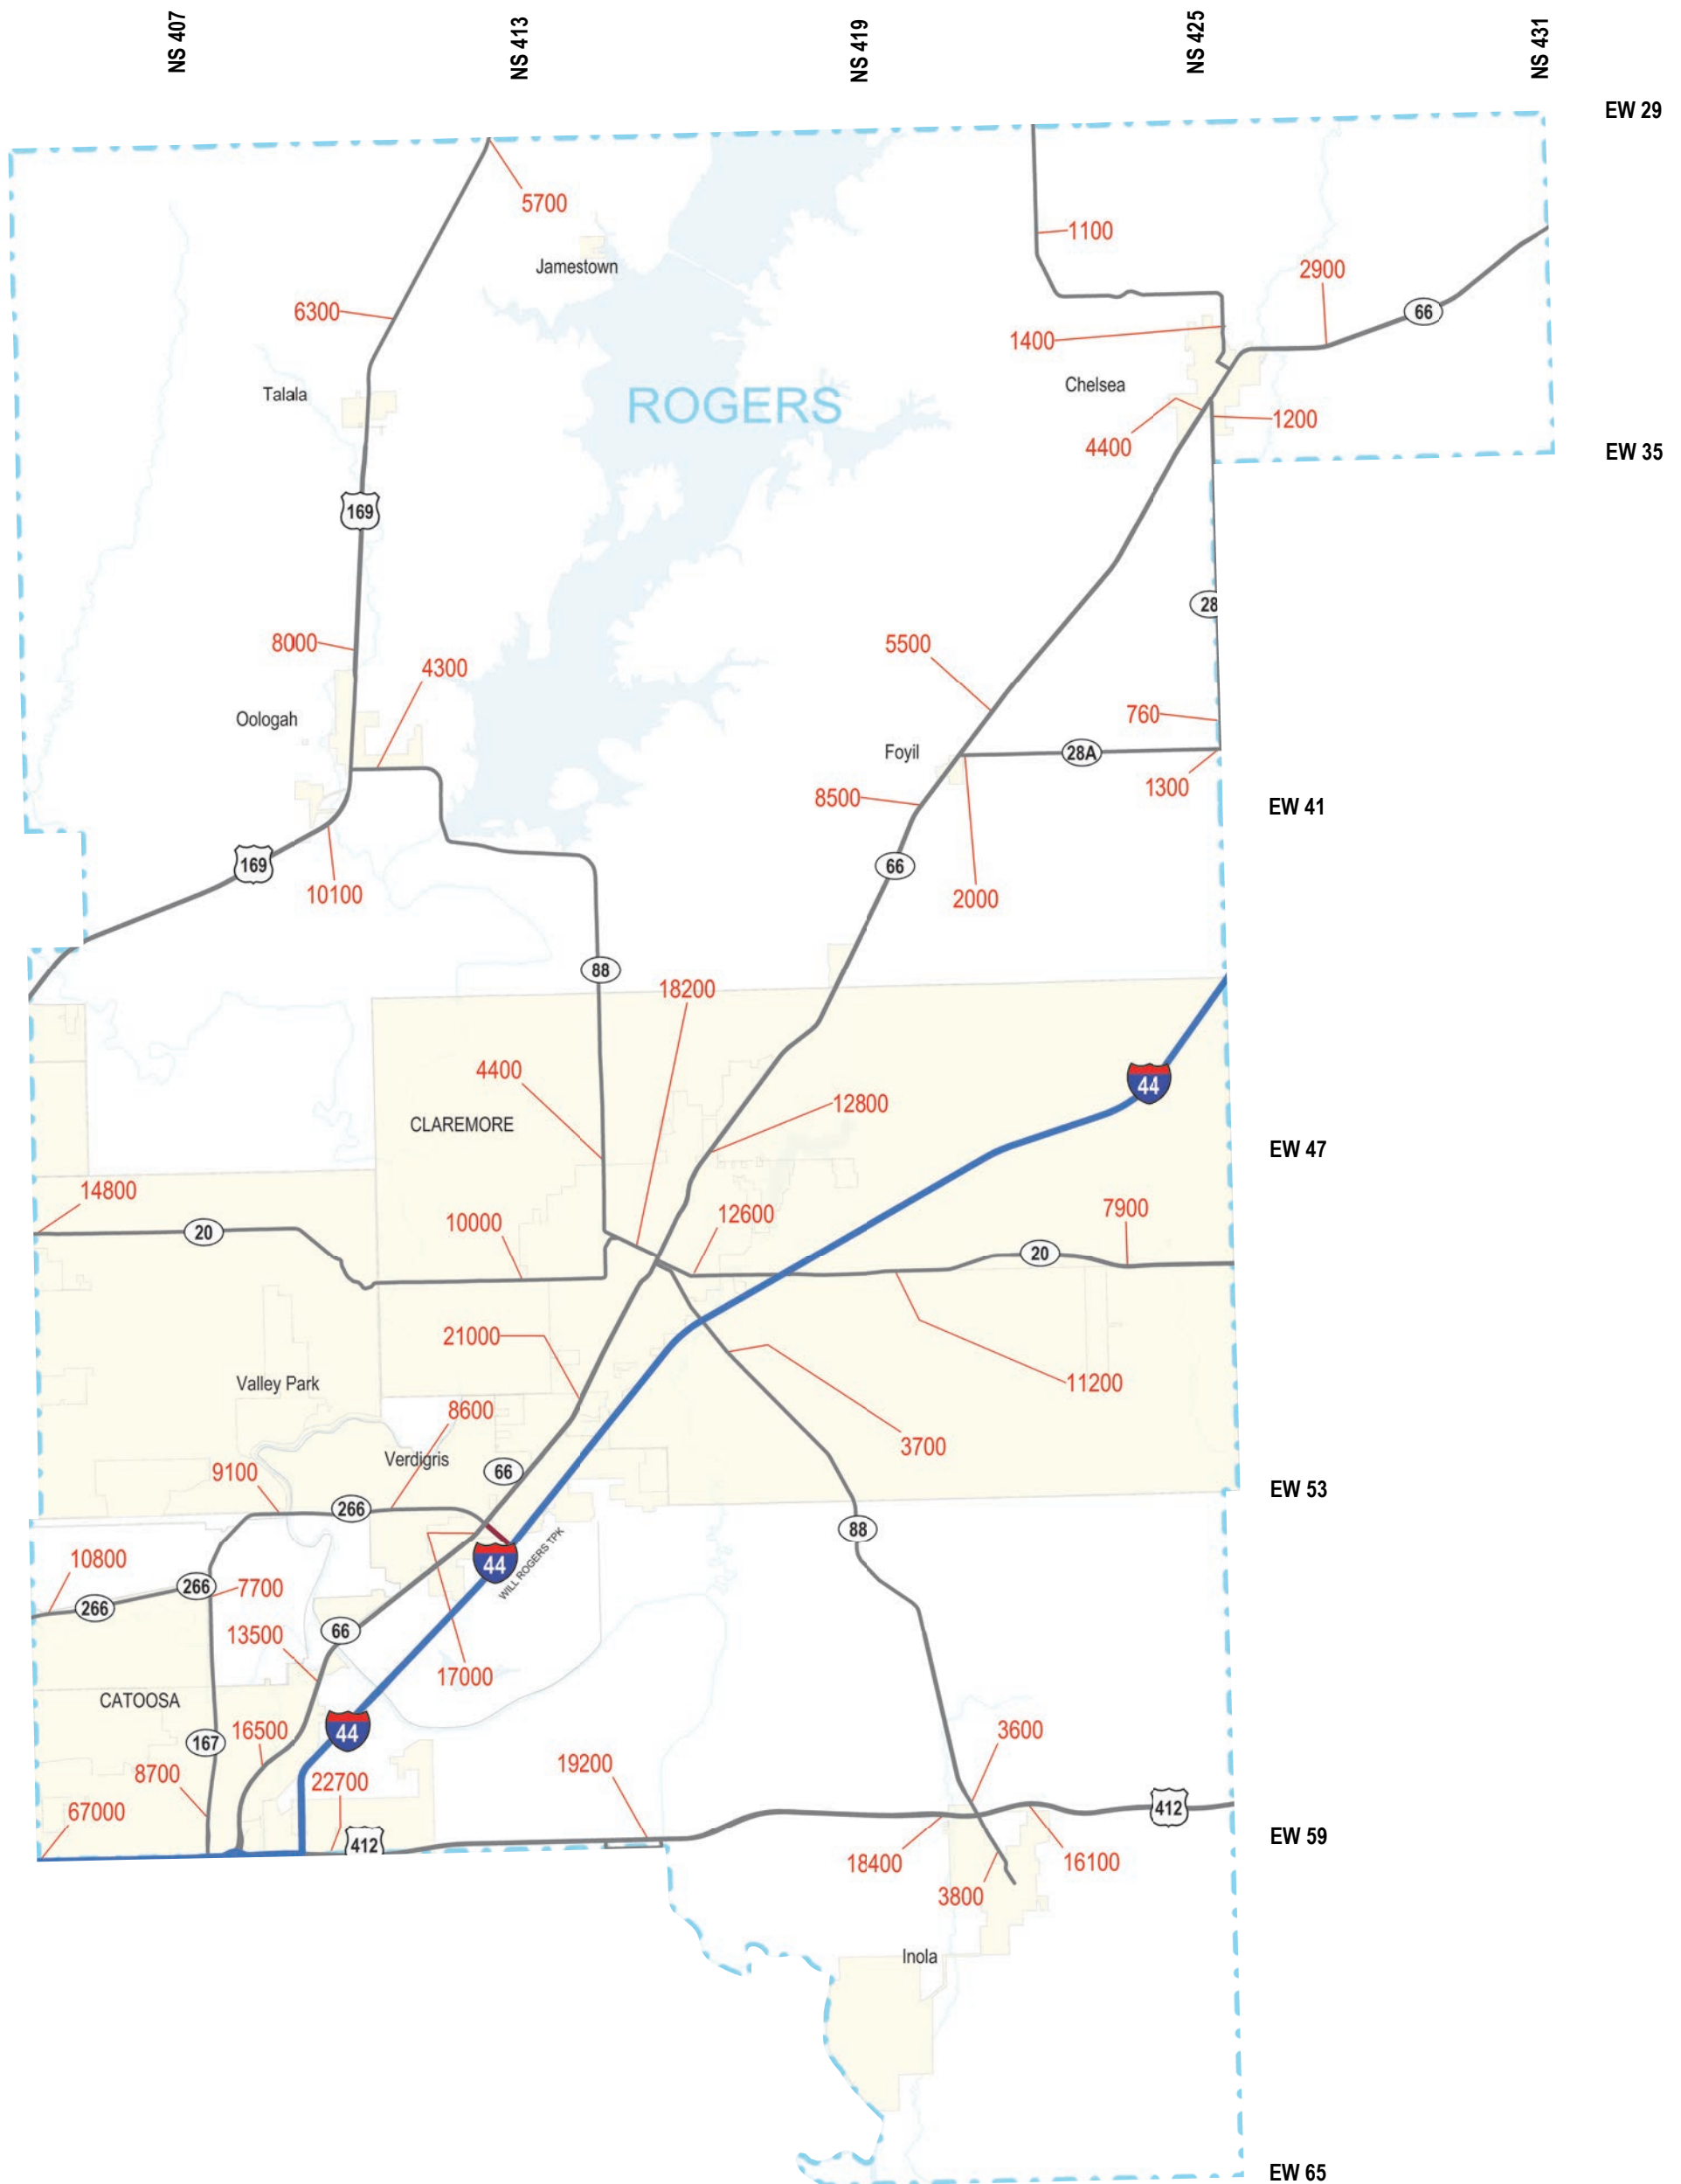 NS 407
NS 413
NS 419
NS 425
NS 431
EW 29
5700
1100
Jamestown
2900
6300
66
1400
Chelsea
Talala
ROGERS
1200
4400
EW 35
169
28
8000
5500
4300
760
Oologah
Foyil
28A
1300
8500
EW 41
169
66
10100
2000
88
18200
4400
44
12800
CLAREMORE
EW 47
14800
7900
12600
10000
20
20
21000
Valley Park
11200
8600
3700
Verdigris
9100
66
EW 53
266
88
10800
44
WILL ROGERS TPK
266
7700
266
66
13500
17000
CATOOSA
16500
44
3600
167
19200
8700
22700
412
67000
EW 59
412
18400
16100
3800
Inola
EW 65